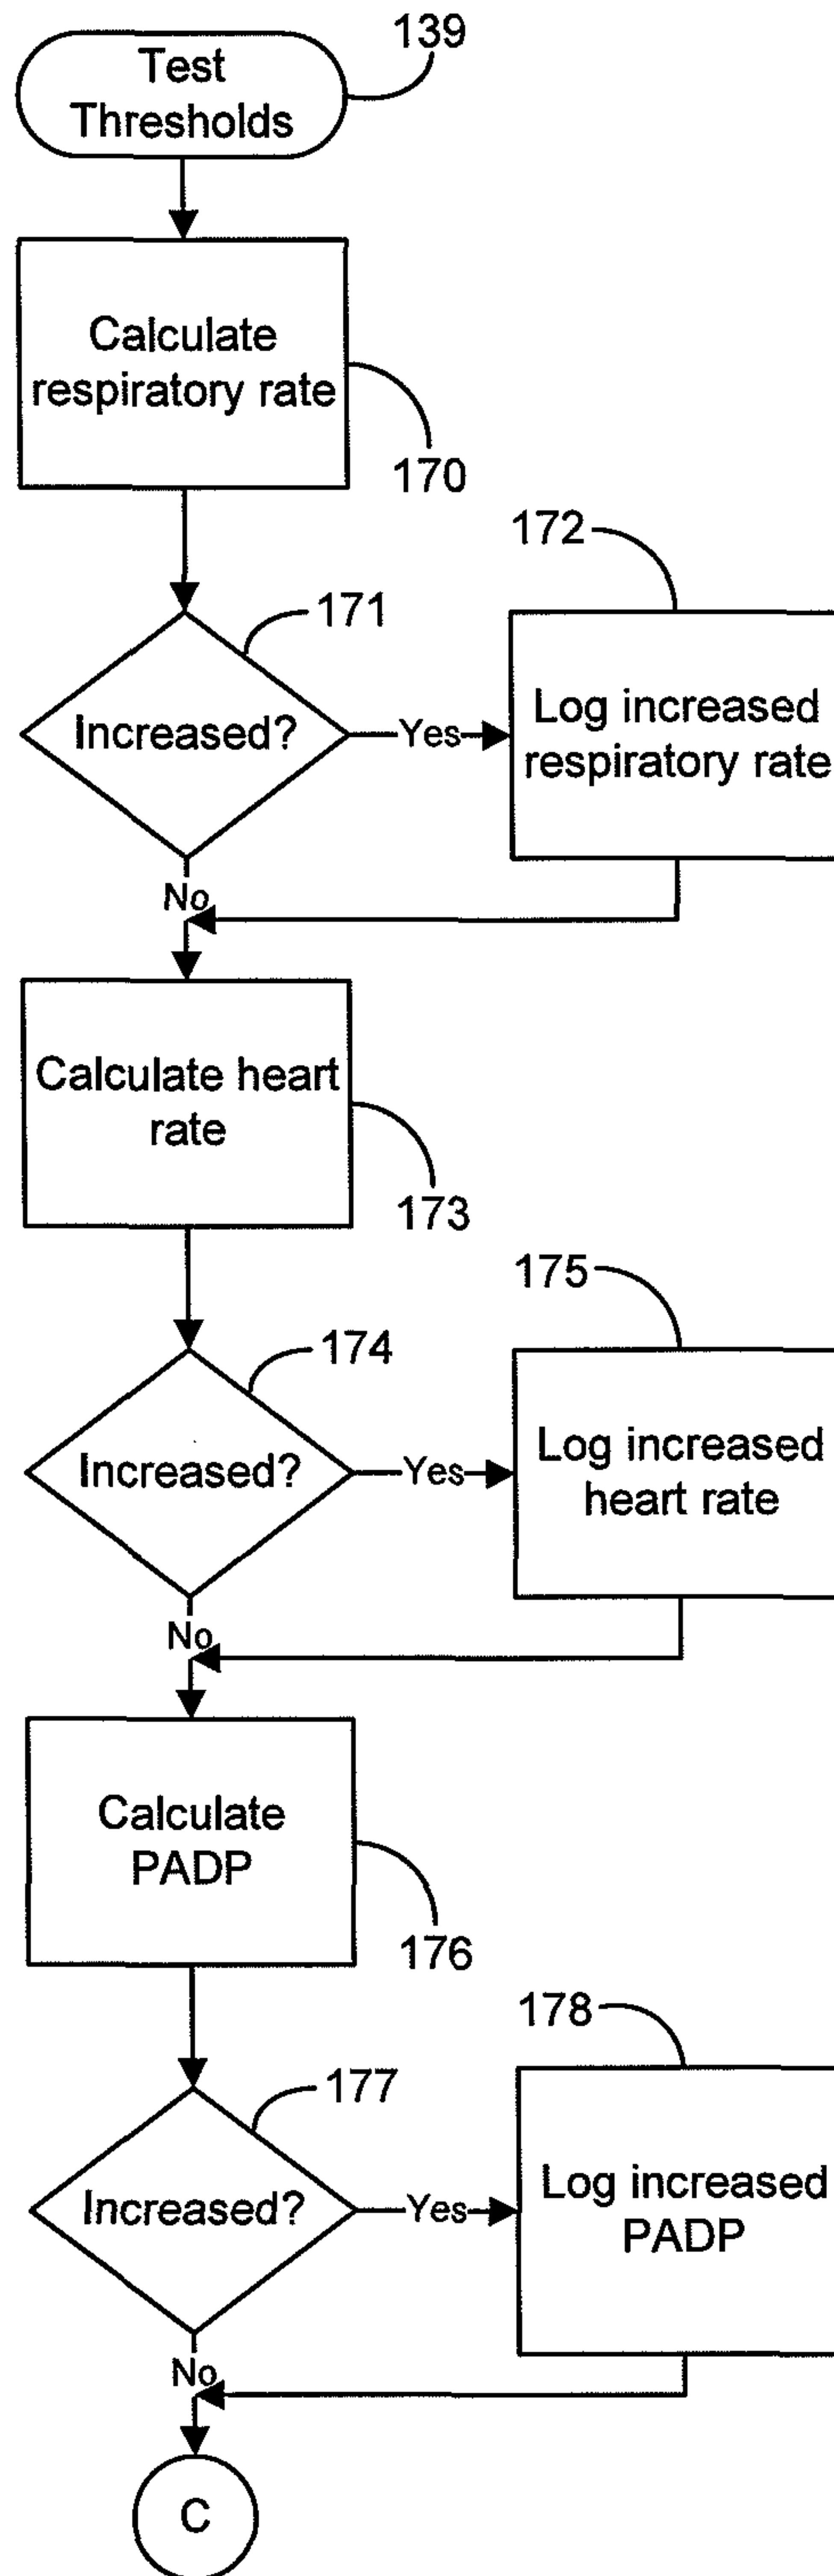 Test
Thresholds
139
Calculate
respiratory rate
170
Increased?
171
Yes
172
Log increased
respiratory rate
No
Calculate heart
rate
173
Increased?
174
Yes
175
Log increased
heart rate
No
Calculate
PADP
176
Increased?
177
Yes
178
Log increased
PADP
No
C